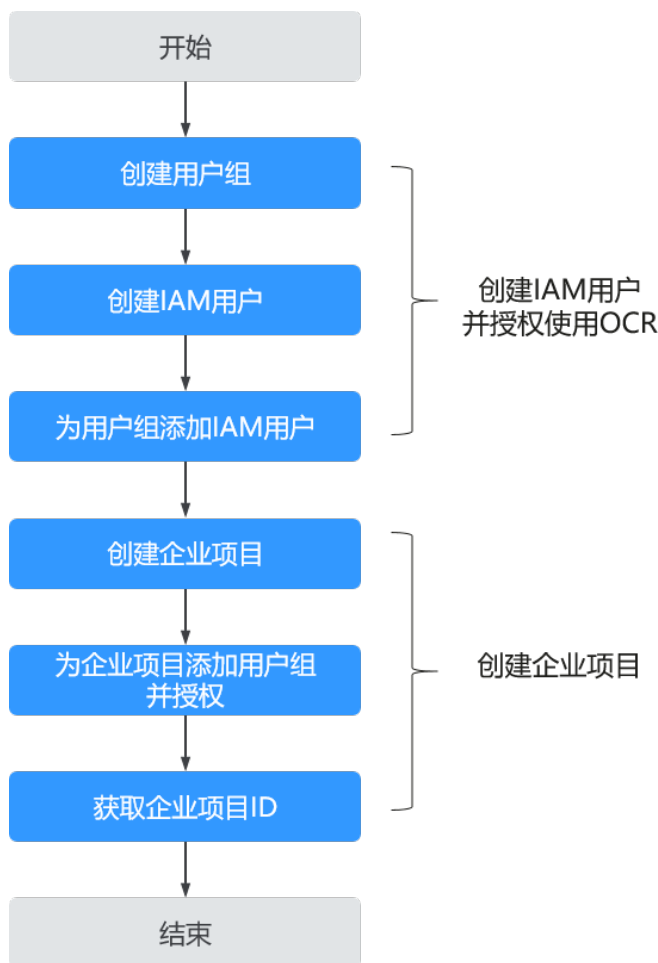 开始
创建用户组
创建IAM用户
为用户组添加IAM用户
创建IAM用户
并授权使用OCR
创建企业项目
为企业项目添加用户组
并授权
获取企业项目ID
创建企业项目
结束